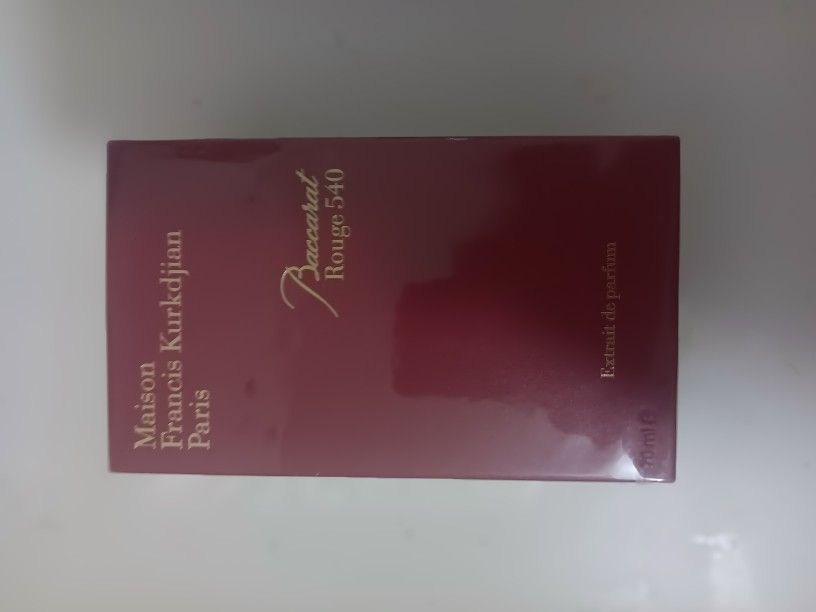 Maison
Francis Kurkdjian
Paris
Baccarat
Rouge 540
Extrait de parfum
70 ml e